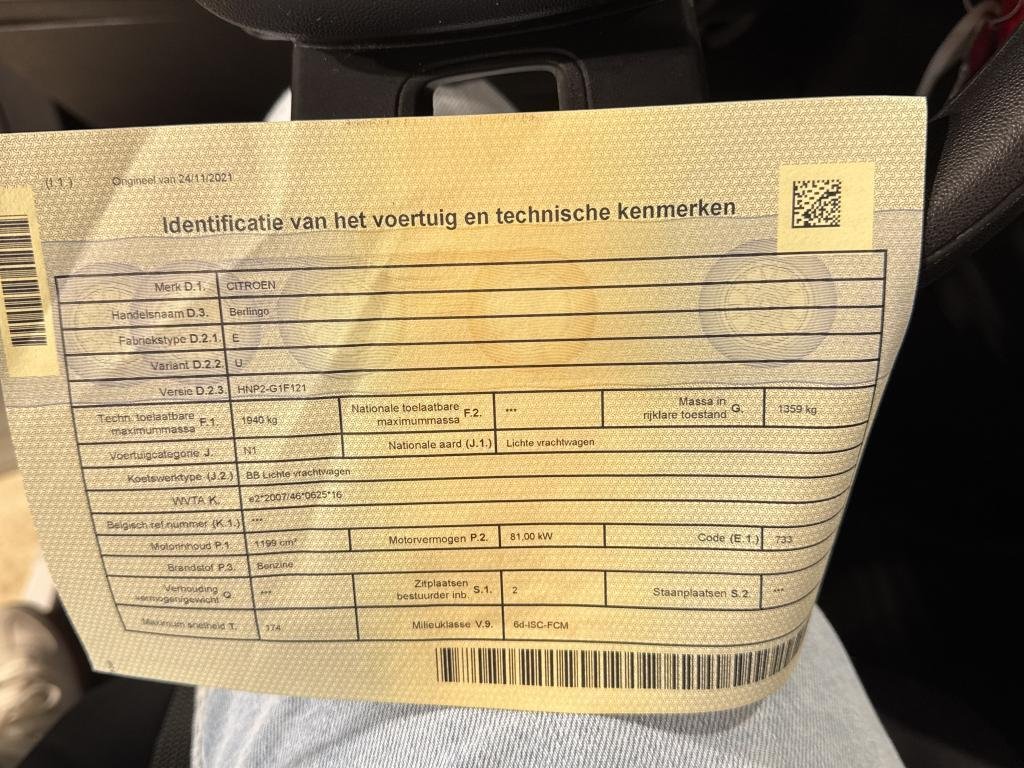 (I.1.) Origineel van 24/11/2021
Identificatie van het voertuig en technische kenmerken
Merk D.1. CITROEN
Handelsnaam D.3. Berlingo
Fabriekstype D.2.1. E
Variant D.2.2. U
Versie D.2.3. HNP2-G1F121
Techn. toelaatbare maximummassa F.1. 1940 kg Nationale toelaatbare maximummassa F.2. *** Massa in rijklare toestand G. 1359 kg
Voertuigcategorie J. N1 Nationale aard (J.1.) Lichte vrachtwagen
Koetswerktype (J.2.) BB Lichte vrachtwagen
WVTA K. e2*2007/46*0625*16
Belgisch ref.nummer (K.1.) ***
Motorinhoud P.1. 1199 cm³ Motorvermogen P.2. 81,00 kW Code (E.1.) 733
Brandstof P.3. Benzine
Verhouding vermogen/gewicht Q. *** Zitplaatsen bestuurder inb. S.1. 2 Staanplaatsen S.2. ***
Maximum snelheid T. 174 Milieuklasse V.9. 6d-ISC-FCM